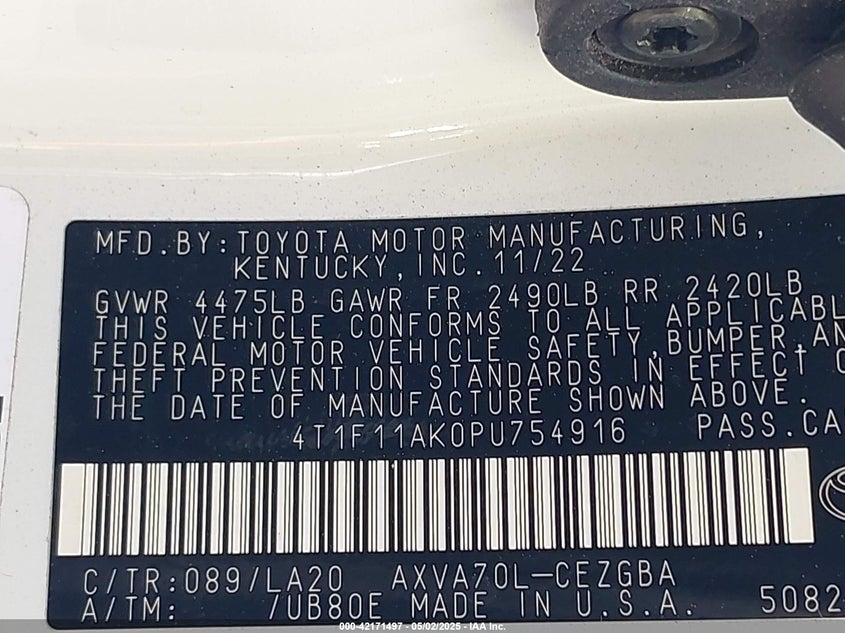 MFD.BY:TOYOTA MOTOR MANUFACTURING,
KENTUCKY,INC.11/22
GVWR 4475LB GAWR FR 2490LB RR 2420LB
THIS VEHICLE CONFORMS TO ALL APPLICABL
FEDERAL MOTOR VEHICLE SAFETY,BUMPER,AN
THEFT PREVENTION STANDARDS IN EFFECT
THE DATE OF MANUFACTURE SHOWN ABOVE.
4T1F11AK0PU754916 PASS.CA
C/TR:089/LA20 AXVA70L-CEZGBA
A/TM: /UB80E MADE IN U.S.A. 5082
000-42171497 - 05/02/2025 - IAA Inc.